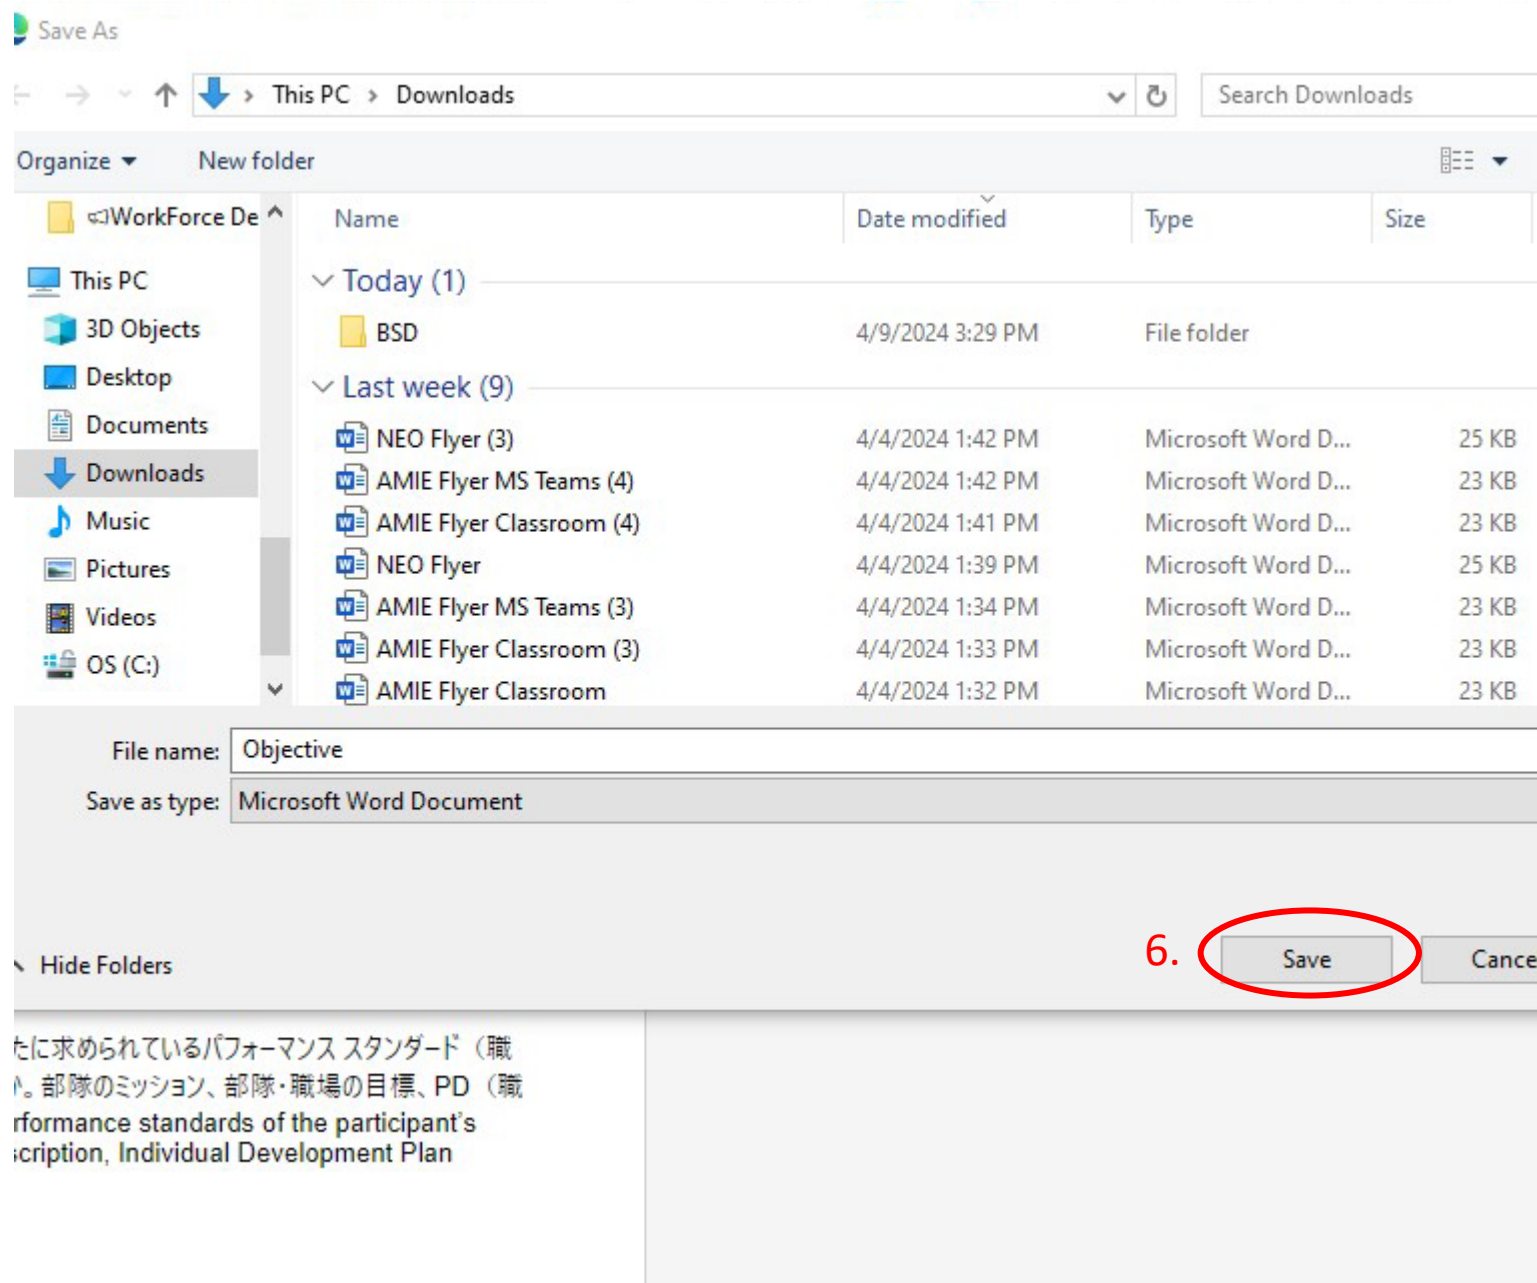 Save As
This PC > Downloads
Search Downloads
Organize
New folder
WorkForce De
Name
Date modified
Type
Size
This PC
3D Objects
Desktop
Documents
Downloads
Music
Pictures
Videos
OS (C:)
Today (1)
BSD 4/9/2024 3:29 PM File folder
Last week (9)
NEO Flyer (3) 4/4/2024 1:42 PM Microsoft Word D... 25 KB
AMIE Flyer MS Teams (4) 4/4/2024 1:42 PM Microsoft Word D... 23 KB
AMIE Flyer Classroom (4) 4/4/2024 1:41 PM Microsoft Word D... 23 KB
NEO Flyer 4/4/2024 1:39 PM Microsoft Word D... 25 KB
AMIE Flyer MS Teams (3) 4/4/2024 1:34 PM Microsoft Word D... 23 KB
AMIE Flyer Classroom (3) 4/4/2024 1:33 PM Microsoft Word D... 23 KB
AMIE Flyer Classroom 4/4/2024 1:32 PM Microsoft Word D... 23 KB
File name: Objective
Save as type: Microsoft Word Document
Hide Folders
6.
Save
Cance
たに求められているパフォーマンス スタンダード（職
。部隊のミッション、部隊・職場の目標、PD（職
rformance standards of the participant's
scription, Individual Development Plan